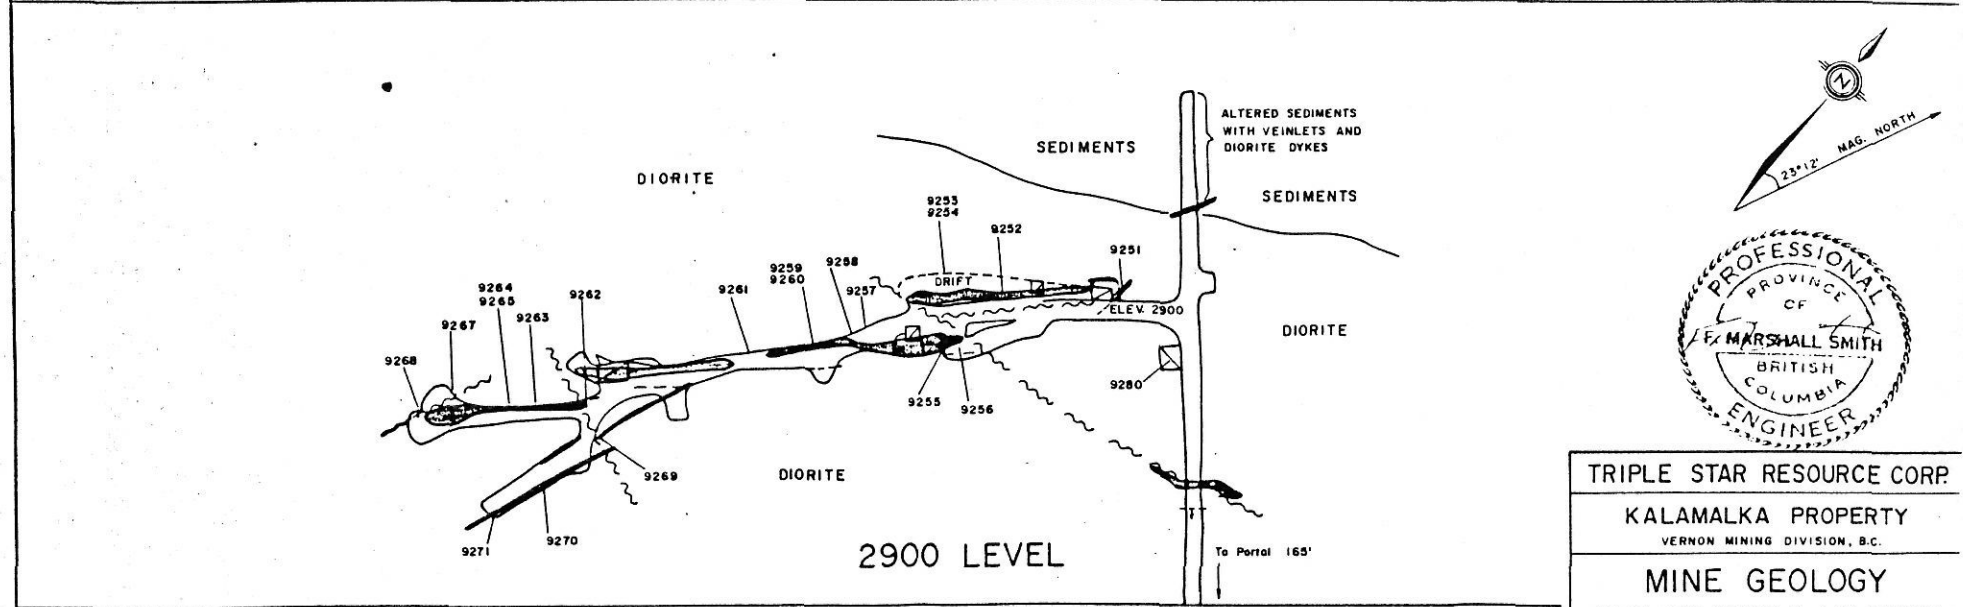 ALTERED SEDIMENTS
WITH VEINLETS AND
DIORITE DYKES
SEDIMENTS
DIORITE
SEDIMENTS
N
MAG. NORTH
23°12'
9253
9254
9252
9251
9258
9259
9260
9257
DRIFT
ELEV. 2900
9264
9265
9262
9261
9263
9267
9268
DIORITE
9280
9255
9256
DIORITE
9269
9270
9271
2900 LEVEL
To Portal 165'
PROFESSIONAL
PROVINCE
OF
F. MARSHALL SMITH
BRITISH
COLUMBIA
ENGINEER
TRIPLE STAR RESOURCE CORP.
KALAMALKA PROPERTY
VERNON MINING DIVISION, B.C.
MINE GEOLOGY